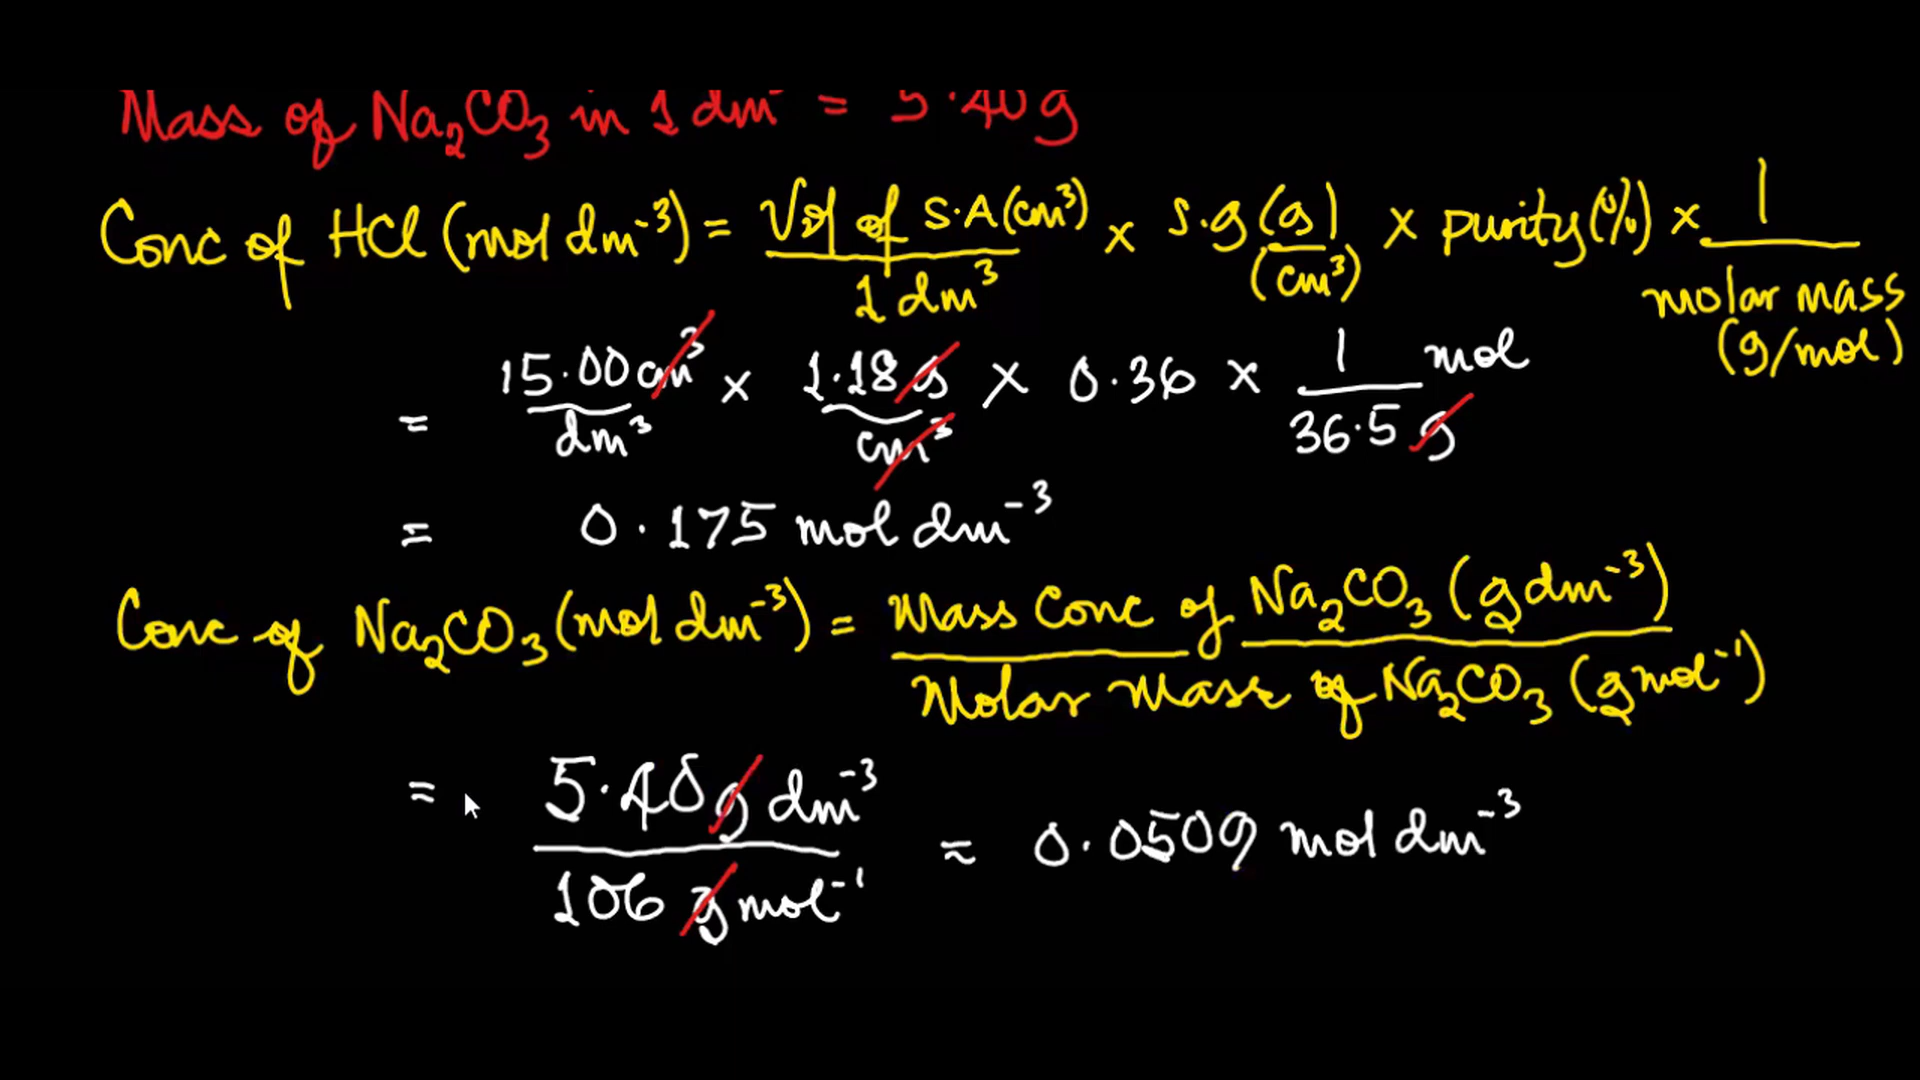 Mass of Na₂CO₃ in 1 dm³ = 5.40g
Conc of HCl (mol dm⁻³) = Vol of S.A (cm³) / 1 dm³ × S.g (g) / (cm³) × purity (%) × 1 / molar mass (g/mol)
= 15.00 cm³ / dm³ × 1.18 g / cm³ × 0.36 × 1 mol / 36.5 g
= 0.175 mol dm⁻³
Conc of Na₂CO₃ (mol dm⁻³) = Mass Conc of Na₂CO₃ (g dm⁻³) / Molar Mass of Na₂CO₃ (g mol⁻¹)
= 5.40 g dm⁻³ / 106 g mol⁻¹ = 0.0509 mol dm⁻³